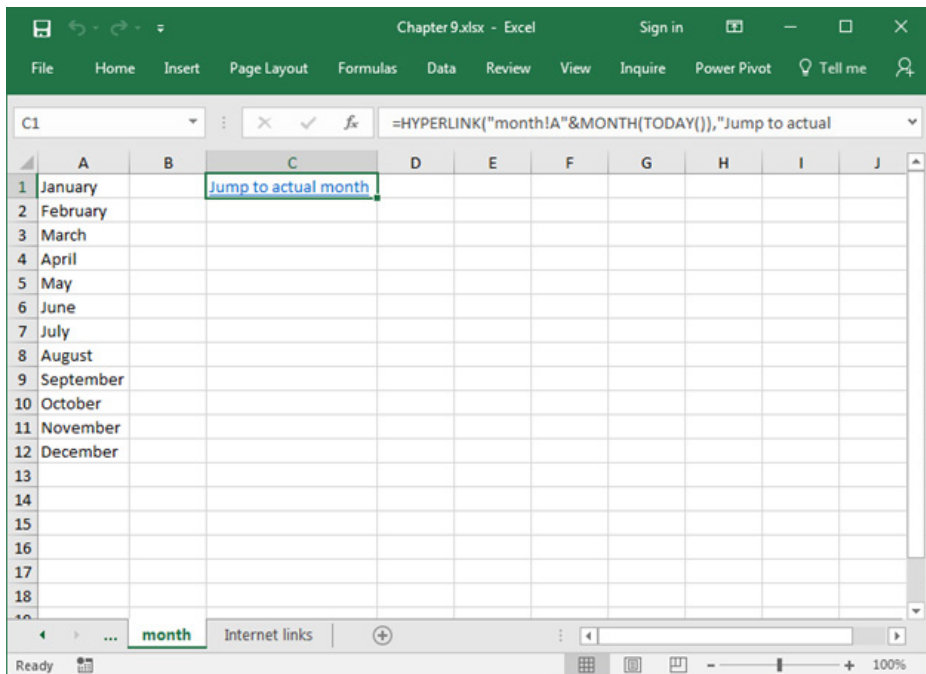 Chapter 9.xlsx - Excel Sign in
File Home Insert Page Layout Formulas Data Review View Inquire Power Pivot Tell me
C1 fx =HYPERLINK("month!A"&MONTH(TODAY()),"Jump to actual
A B C D E F G H I J
1 January Jump to actual month
2 February
3 March
4 April
5 May
6 June
7 July
8 August
9 September
10 October
11 November
12 December
13
14
15
16
17
18
19
... month Internet links
Ready 100%